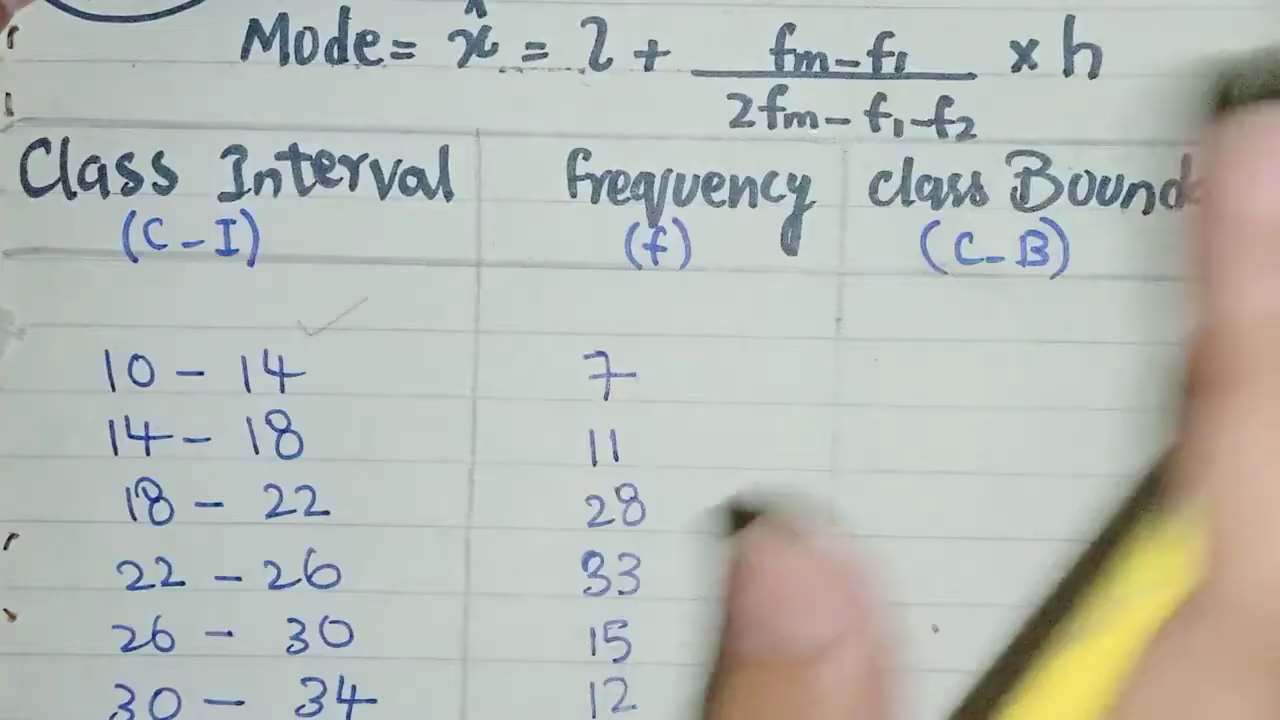 Mode = x̂ = l + fm - f1 / 2fm - f1 - f2 × h
Class Interval frequency class Bound
(C - I) (f) (C - B)
10 - 14 7
14 - 18 11
18 - 22 28
22 - 26 33
26 - 30 15
30 - 34 12